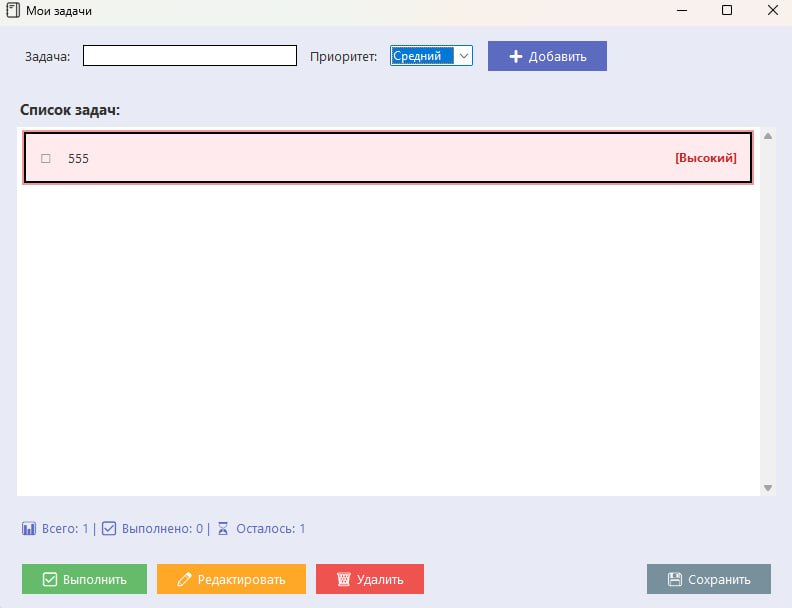 Мои задачи
Задача: Приоритет: Средний Добавить
Список задач:
555 [Высокий]
Всего: 1 | Выполнено: 0 | Осталось: 1
Выполнить Редактировать Удалить Сохранить